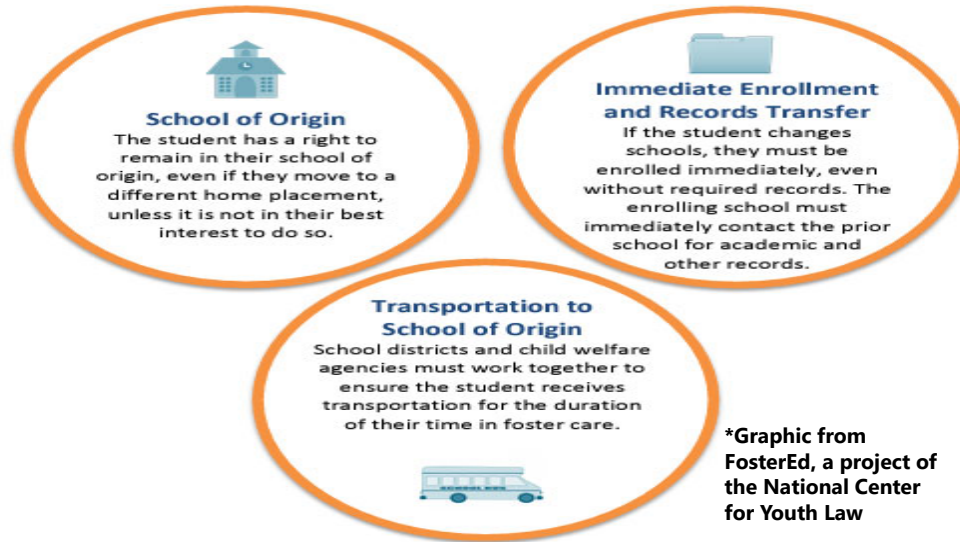 School of Origin
The student has a right to
remain in their school of
origin, even if they move to a
different home placement,
unless it is not in their best
interest to do so.
Immediate Enrollment
and Records Transfer
If the student changes
schools, they must be
enrolled immediately, even
without required records. The
enrolling school must
immediately contact the prior
school for academic and
other records.
Transportation to
School of Origin
School districts and child welfare
agencies must work together to
ensure the student receives
transportation for the duration
of their time in foster care.
SCHOOL BUS
*Graphic from
FosterEd, a project of
the National Center
for Youth Law